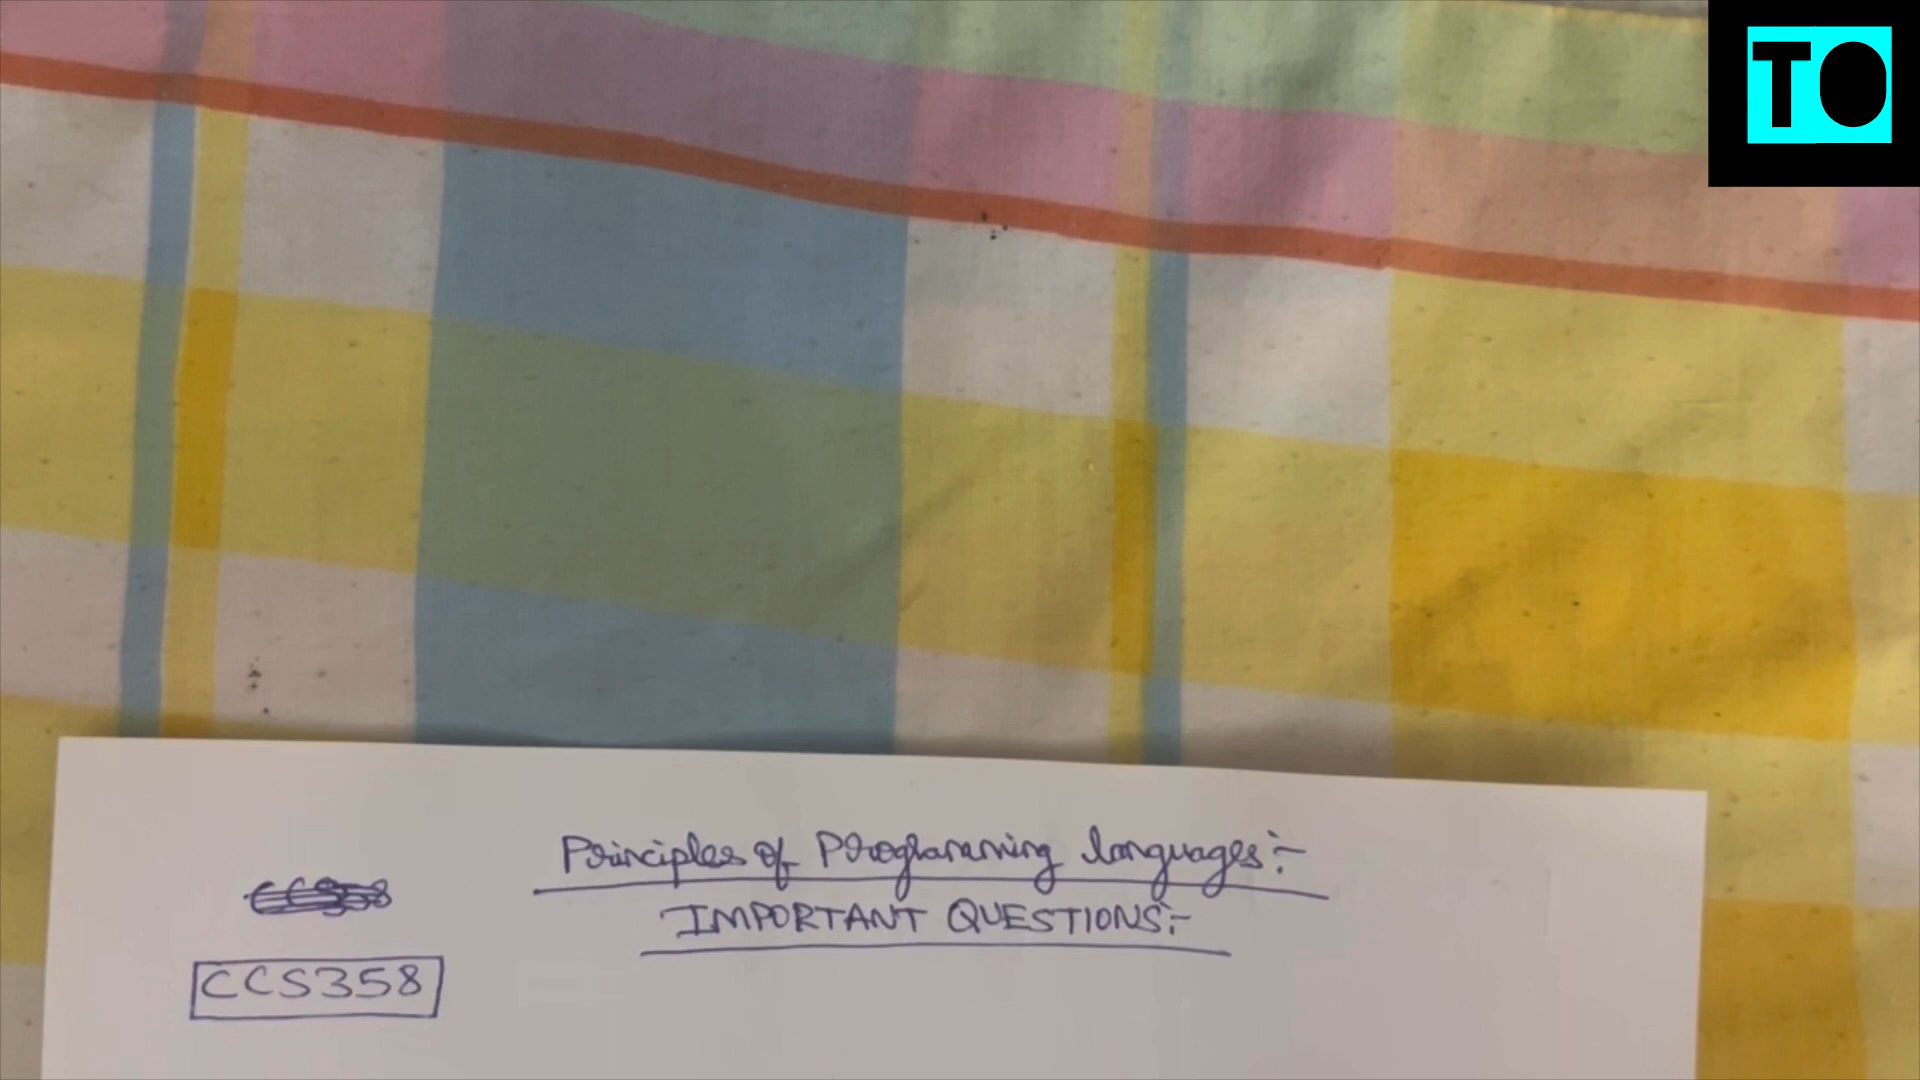 TO
Principles of Programming languages:-
IMPORTANT QUESTIONS:-
CCS358